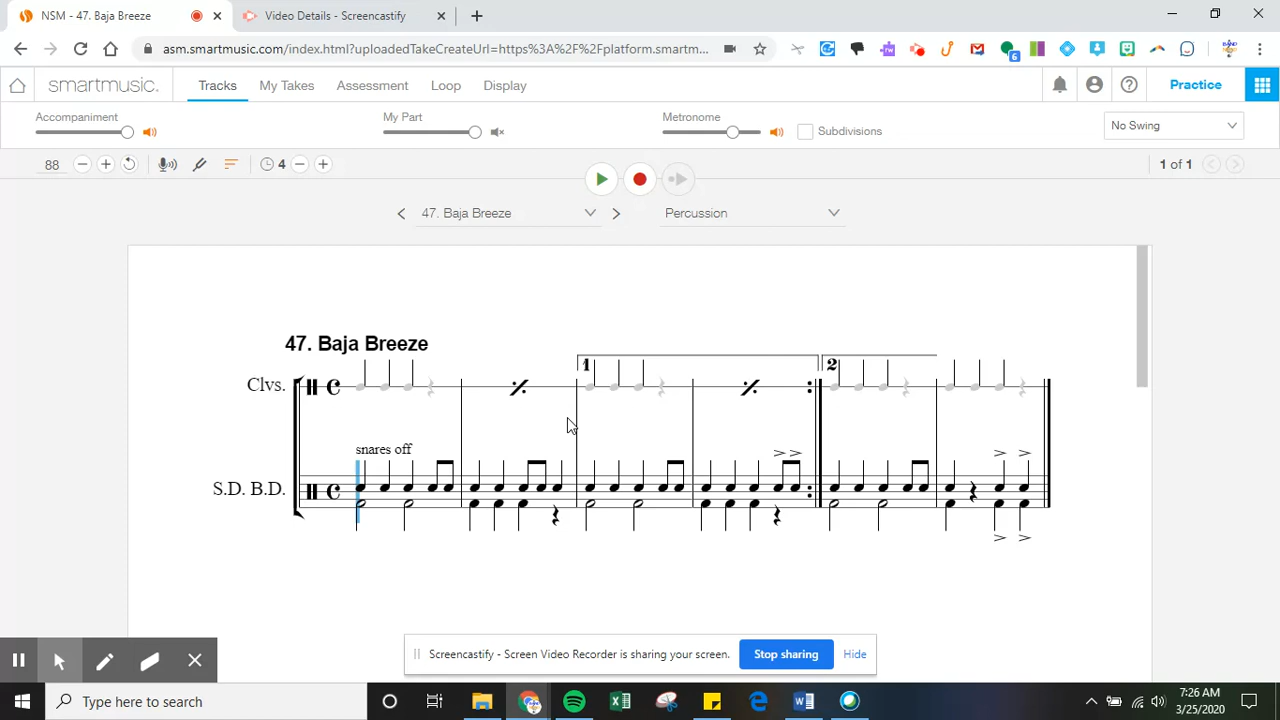 NSM - 47. Baja Breeze
Video Details - Screencastify
asm.smartmusic.com/index.html?uploadedTakeCreateUrl=https%3A%2F%2Fplatform.smartm...
6
smartmusic.
Tracks
My Takes
Assessment
Loop
Display
Practice
Accompaniment
My Part
Metronome
Subdivisions
No Swing
88
4
1 of 1
47. Baja Breeze
Percussion
47. Baja Breeze
1
2
Clvs.
snares off
S.D. B.D.
Screencastify - Screen Video Recorder is sharing your screen.
Stop sharing
Hide
Type here to search
7:26 AM
3/25/2020